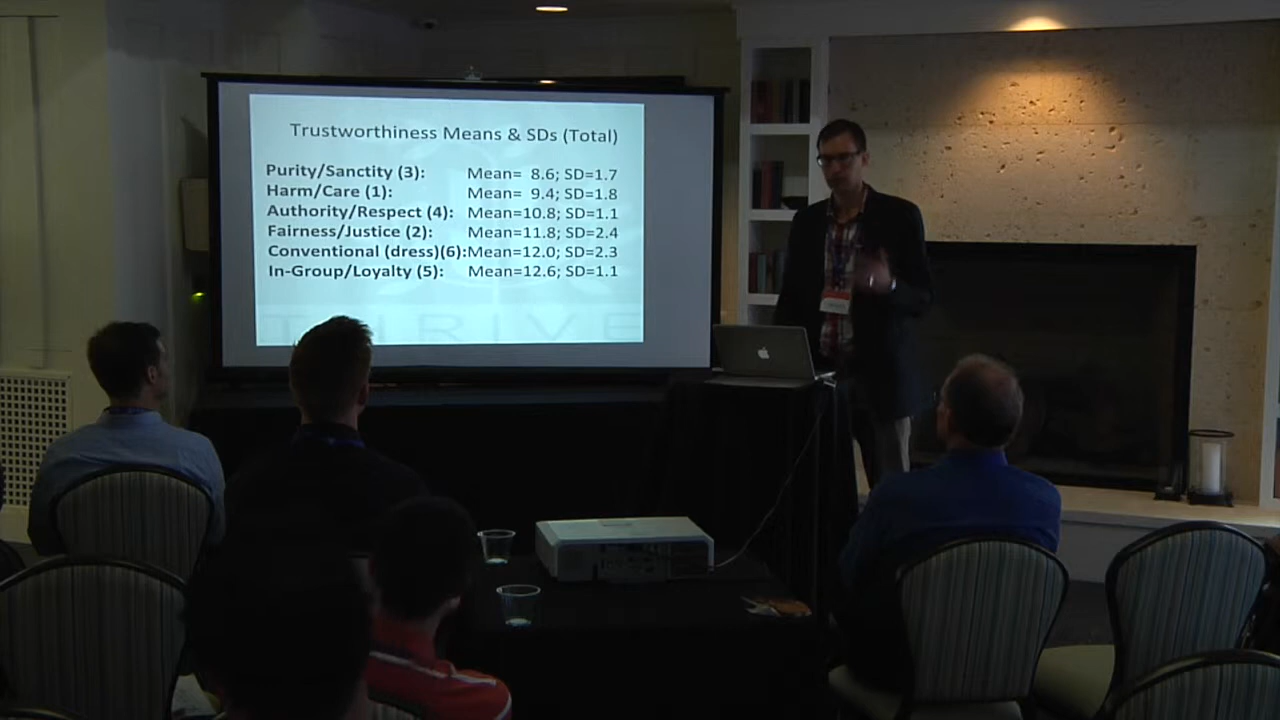 Trustworthiness Means & SDs (Total)
Purity/Sanctity (3): Mean= 8.6; SD=1.7
Harm/Care (1): Mean= 9.4; SD=1.8
Authority/Respect (4): Mean=10.8; SD=1.1
Fairness/Justice (2): Mean=11.8; SD=2.4
Conventional (dress)(6):Mean=12.0; SD=2.3
In-Group/Loyalty (5): Mean=12.6; SD=1.1
THRIVE